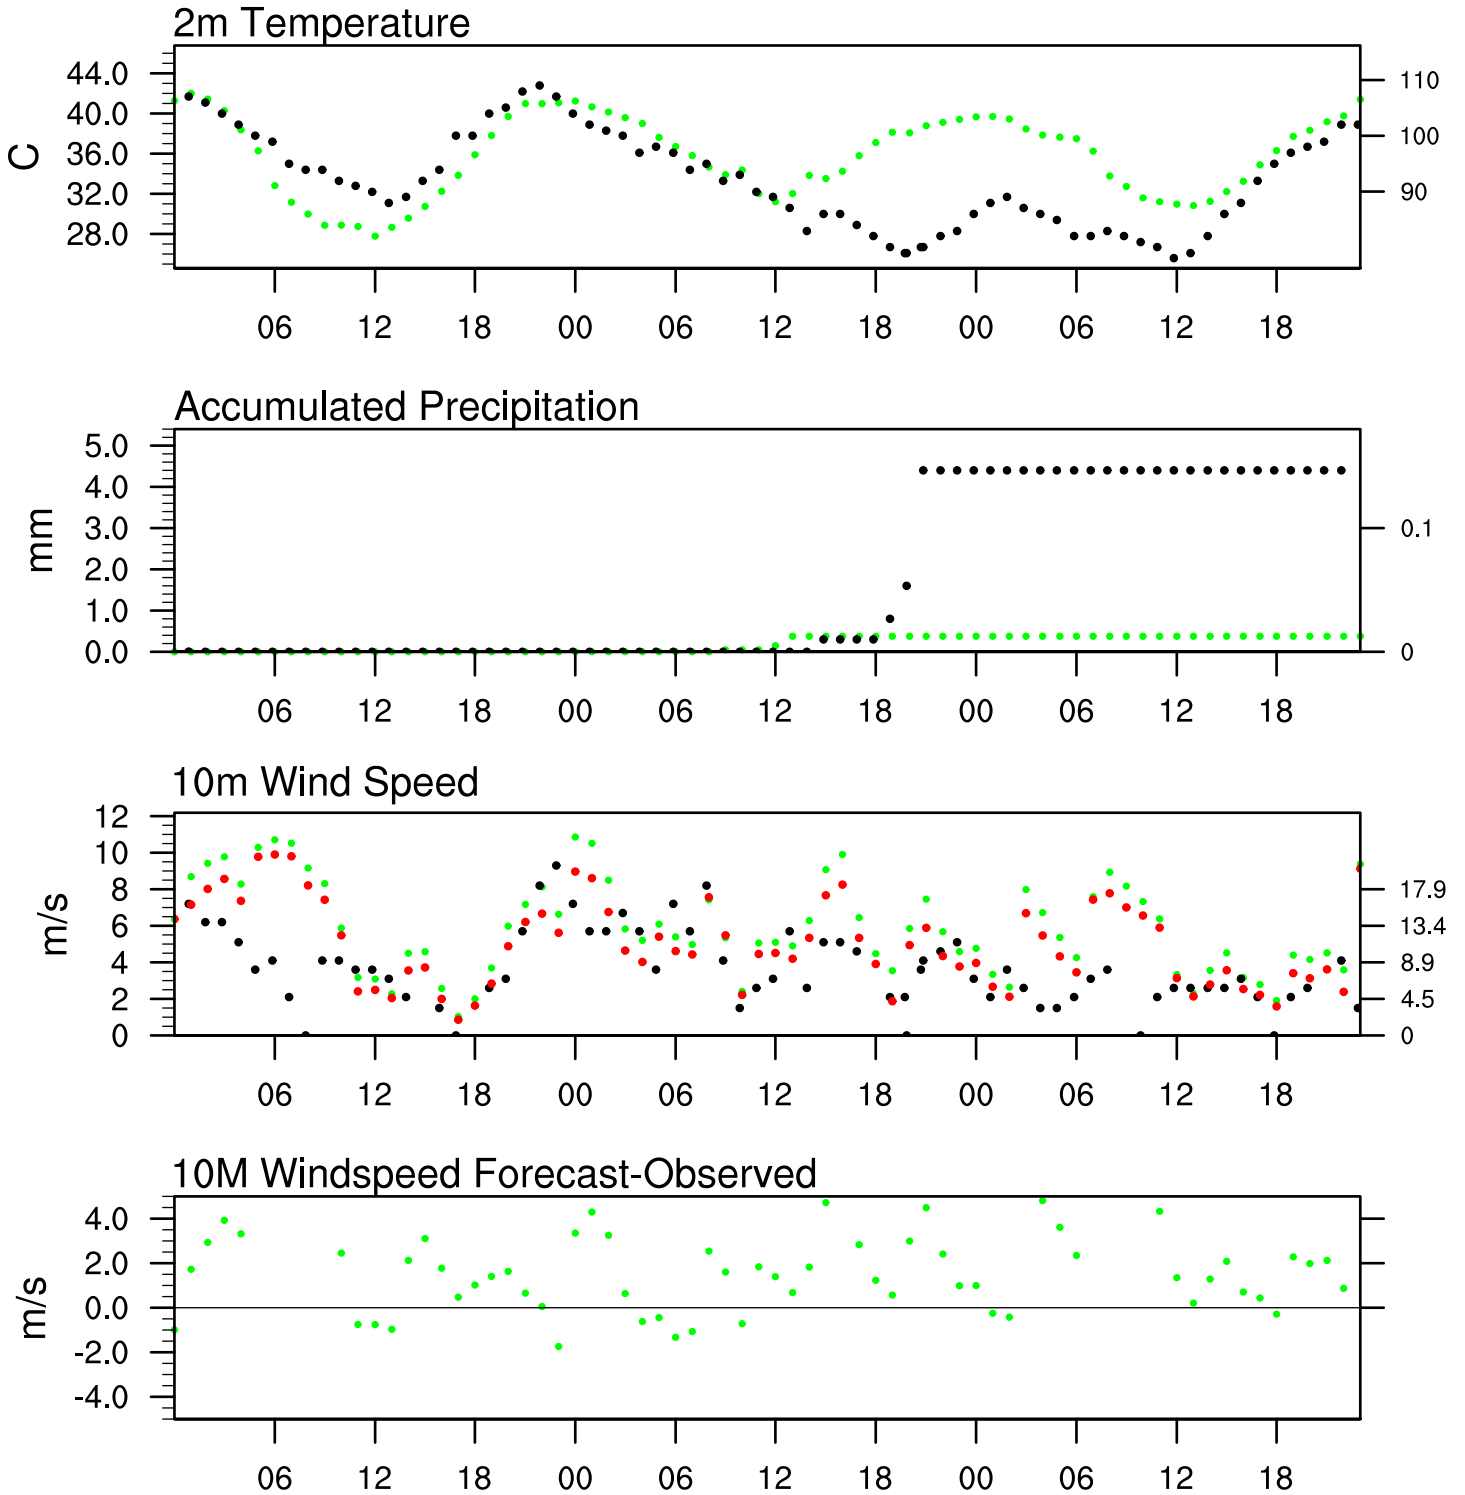 2m Temperature
C
44.0
40.0
36.0
32.0
28.0
110
100
90
06 12 18 00 06 12 18 00 06 12 18
Accumulated Precipitation
mm
5.0
4.0
3.0
2.0
1.0
0.0
0.1
0
06 12 18 00 06 12 18 00 06 12 18
10m Wind Speed
m/s
12
10
8
6
4
2
0
17.9
13.4
8.9
4.5
0
06 12 18 00 06 12 18 00 06 12 18
10M Windspeed Forecast-Observed
m/s
4.0
2.0
0.0
-2.0
-4.0
06 12 18 00 06 12 18 00 06 12 18